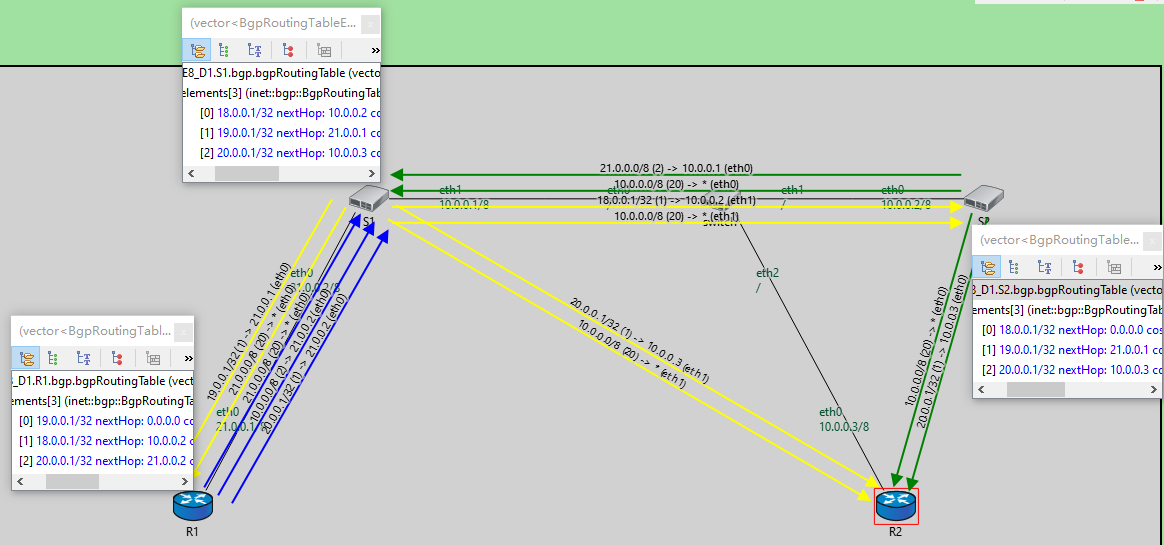 (vector<BgpRoutingTableE...
E8_D1.S1.bgp.bgpRoutingTable (vecto
elements[3] (inet::bgp::BgpRoutingTab
[0] 18.0.0.1/32 nextHop: 10.0.0.2 co
[1] 19.0.0.1/32 nextHop: 21.0.0.1 co
[2] 20.0.0.1/32 nextHop: 10.0.0.3 co
21.0.0.0/8 (2) -> 10.0.0.1 (eth0)
10.0.0.0/8 (20) -> * (eth0)
18.0.0.1/32 (1) -> 10.0.0.2 (eth1)
10.0.0.0/8 (20) -> * (eth1)
eth1
10.0.0.1/8
eth1
/
eth0
10.0.0.2/8
S1
switch
S2
eth0
eth2
/
19.0.0.1/32 (1) -> 21.0.0.1 (eth0)
21.0.0.0/8 (20) -> * (eth0)
21.0.0.0/8 (20) -> * (eth0)
10.0.0.0/8 (2) -> 21.0.0.2 (eth0)
20.0.0.1/32 (1) -> 21.0.0.2 (eth0)
20.0.0.1/32 (1) -> 10.0.0.3 (eth1)
10.0.0.0/8 (20) -> * (eth1)
10.0.0.0/8 (20) -> * (eth0)
20.0.0.1/32 (1) -> 10.0.0.3 (eth0)
(vector<BgpRoutingTable...
8_D1.S2.bgp.bgpRoutingTable (vecto
ements[3] (inet::bgp::BgpRoutingTa
[0] 18.0.0.1/32 nextHop: 0.0.0.0 cos
[1] 19.0.0.1/32 nextHop: 21.0.0.1 co
[2] 20.0.0.1/32 nextHop: 10.0.0.3 co
(vector<BgpRoutingTabl...
8_D1.R1.bgp.bgpRoutingTable (vect
ements[3] (inet::bgp::BgpRoutingTa
[0] 19.0.0.1/32 nextHop: 0.0.0.0 co
[1] 18.0.0.1/32 nextHop: 10.0.0.2 c
[2] 20.0.0.1/32 nextHop: 21.0.0.2 c
eth0
eth0
10.0.0.3/8
R1
R2